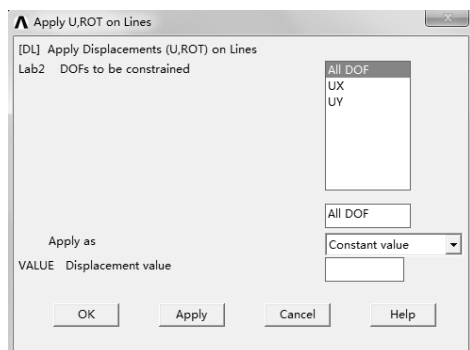 Apply U,ROT on Lines
[DL] Apply Displacements (U,ROT) on Lines
Lab2 DOFs to be constrained
All DOF
UX
UY
All DOF
Apply as
Constant value
VALUE Displacement value
OK
Apply
Cancel
Help